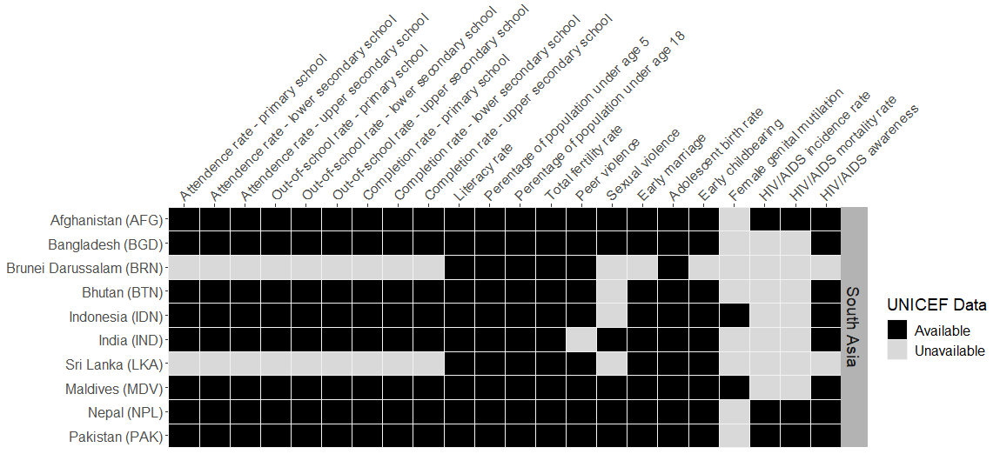 Attendence rate - primary school
Attendence rate - lower secondary school
Attendence rate - upper secondary school
Out-of-school rate - primary school
Out-of-school rate - lower secondary school
Out-of-school rate - upper secondary school
Completion rate - primary school
Completion rate - lower secondary school
Completion rate - upper secondary school
Literacy rate
Perentage of population under age 5
Perentage of population under age 18
Total fertility rate
Peer violence
Sexual violence
Early marriage
Adolescent birth rate
Early childbearing
Female genital mutilation
HIV/AIDS incidence rate
HIV/AIDS mortality rate
HIV/AIDS awareness
Afghanistan (AFG)
Bangladesh (BGD)
Brunei Darussalam (BRN)
Bhutan (BTN)
Indonesia (IDN)
India (IND)
Sri Lanka (LKA)
Maldives (MDV)
Nepal (NPL)
Pakistan (PAK)
South Asia
UNICEF Data
Available
Unavailable